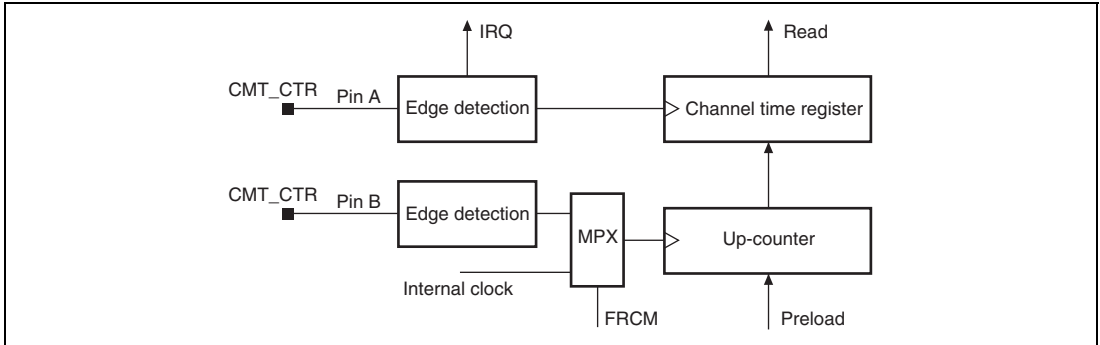 IRQ
Read
CMT_CTR
Pin A
Edge detection
Channel time register
CMT_CTR
Pin B
Edge detection
MPX
Up-counter
Internal clock
FRCM
Preload